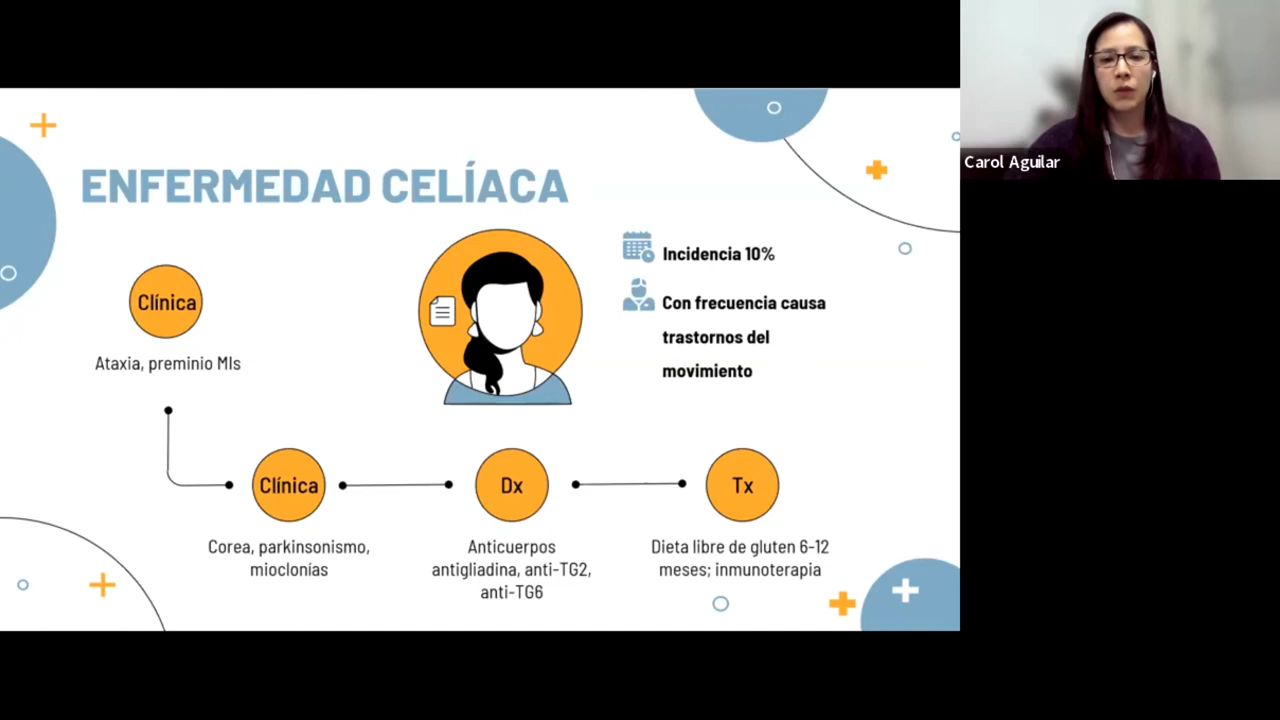 ENFERMEDAD CELÍACA
Incidencia 10%
Con frecuencia causa
trastornos del
movimiento
Clínica
Ataxia, preminio MIs
Clínica
Corea, parkinsonismo,
mioclonías
Dx
Anticuerpos
antigliadina, anti-TG2,
anti-TG6
Tx
Dieta libre de gluten 6-12
meses; inmunoterapia
Carol Aguilar